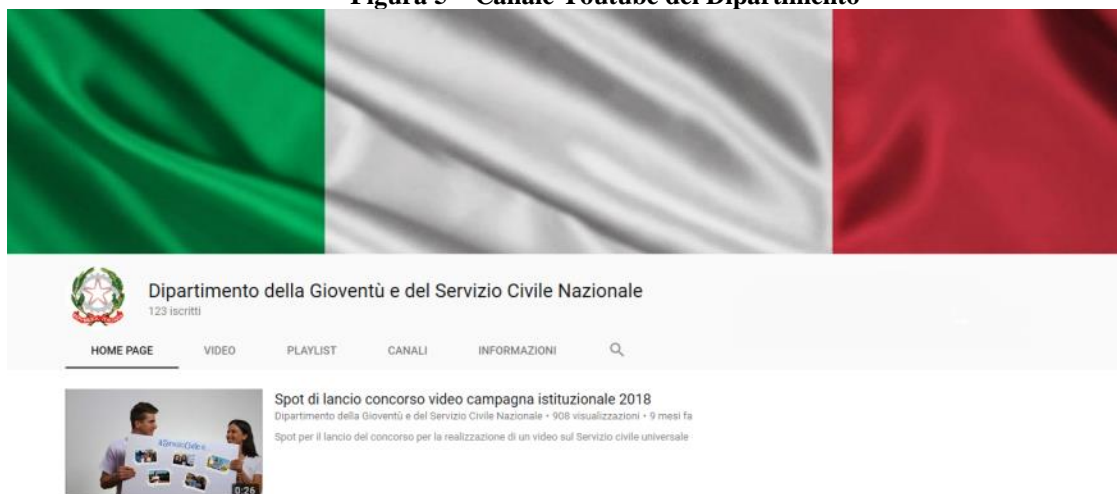 Figura 5 – Canale Youtube del Dipartimento
Dipartimento della Gioventù e del Servizio Civile Nazionale
123 iscritti
HOME PAGE VIDEO PLAYLIST CANALI INFORMAZIONI
Spot di lancio concorso video campagna istituzionale 2018
Dipartimento della Gioventù e del Servizio Civile Nazionale • 908 visualizzazioni • 9 mesi fa
Spot per il lancio del concorso per la realizzazione di un video sul Servizio civile universale
0:26